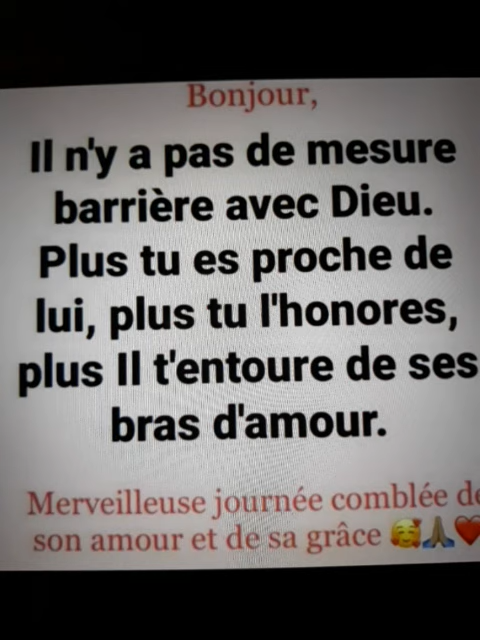 Bonjour,
Il n'y a pas de mesure
barrière avec Dieu.
Plus tu es proche de
lui, plus tu l'honores,
plus Il t'entoure de ses
bras d'amour.
Merveilleuse journée comblée de
son amour et de sa grâce 🥰🙏❤️